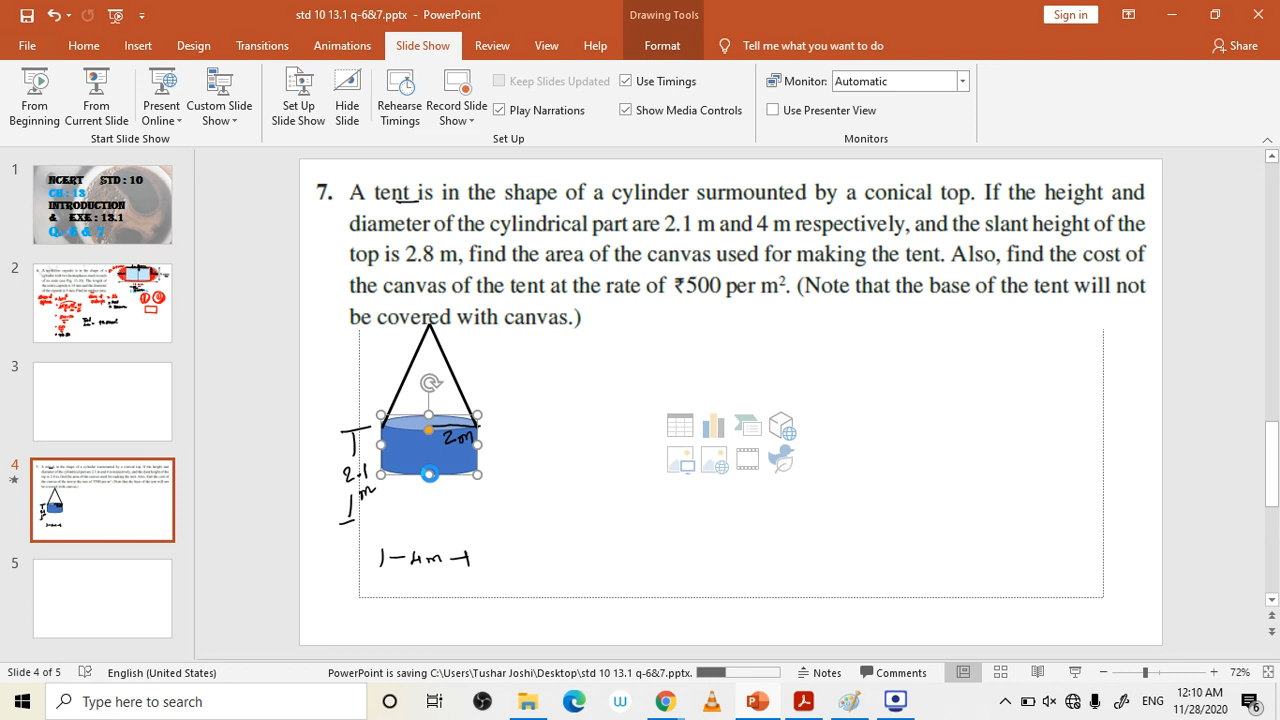 std 10 13.1 q-6&7.pptx - PowerPoint
Drawing Tools
Sign in
File Home Insert Design Transitions Animations Slide Show Review View Help Format Tell me what you want to do Share
From Beginning
From Current Slide
Present Online
Custom Slide Show
Set Up Slide Show
Hide Slide
Keep Slides Updated
Play Narrations
Rehearse Timings
Record Slide Show
Use Timings
Show Media Controls
Monitor: Automatic
Use Presenter View
Start Slide Show
Set Up
Monitors
1
NCERT STD : 10
CH : 13
INTRODUCTION
& EXE : 13.1
Q. 6 & 7
2
3
4
5
7. A tent is in the shape of a cylinder surmounted by a conical top. If the height and
diameter of the cylindrical part are 2.1 m and 4 m respectively, and the slant height of the
top is 2.8 m, find the area of the canvas used for making the tent. Also, find the cost of
the canvas of the tent at the rate of ₹500 per m². (Note that the base of the tent will not
be covered with canvas.)
2m
2.1
m
4m
Slide 4 of 5
English (United States)
PowerPoint is saving C:\Users\Tushar Joshi\Desktop\std 10 13.1 q-6&7.pptx.
Notes
Comments
72%
Type here to search
ENG
12:10 AM
11/28/2020
6